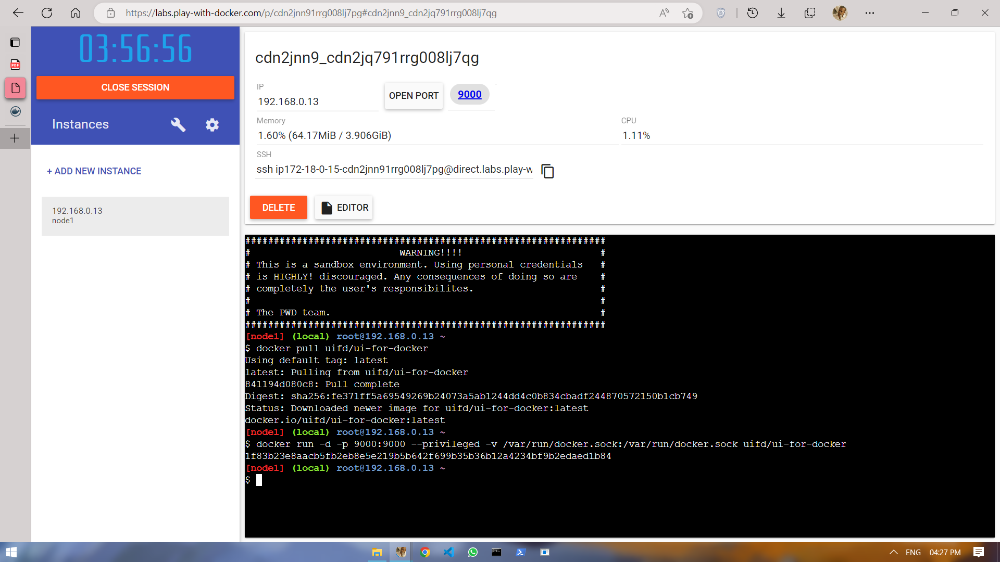 https://labs.play-with-docker.com/p/cdn2jnn91rrg008lj7pg#cdn2jnn9_cdn2jq791rrg008lj7qg
PDF
03:56:56
CLOSE SESSION
Instances
+ ADD NEW INSTANCE
192.168.0.13
node1
cdn2jnn9_cdn2jq791rrg008lj7qg
IP
192.168.0.13
OPEN PORT
9000
Memory
1.60% (64.17MiB / 3.906GiB)
CPU
1.11%
SSH
ssh ip172-18-0-15-cdn2jnn91rrg008lj7pg@direct.labs.play-w
DELETE
EDITOR
###############################################################
# WARNING!!!! #
# This is a sandbox environment. Using personal credentials #
# is HIGHLY! discouraged. Any consequences of doing so are #
# completely the user's responsibilites. #
# #
# The PWD team. #
###############################################################
[node1] (local) root@192.168.0.13 ~
$ docker pull uifd/ui-for-docker
Using default tag: latest
latest: Pulling from uifd/ui-for-docker
841194d080c8: Pull complete
Digest: sha256:fe371ff5a69549269b24073a5ab1244dd4c0b834cbadf244870572150b1cb749
Status: Downloaded newer image for uifd/ui-for-docker:latest
docker.io/uifd/ui-for-docker:latest
[node1] (local) root@192.168.0.13 ~
$ docker run -d -p 9000:9000 --privileged -v /var/run/docker.sock:/var/run/docker.sock uifd/ui-for-docker
1f83b23e8aacb5fb2eb8e5e219b5b642f699b35b36b12a4234bf9b2edaed1b84
[node1] (local) root@192.168.0.13 ~
$
ENG
04:27 PM